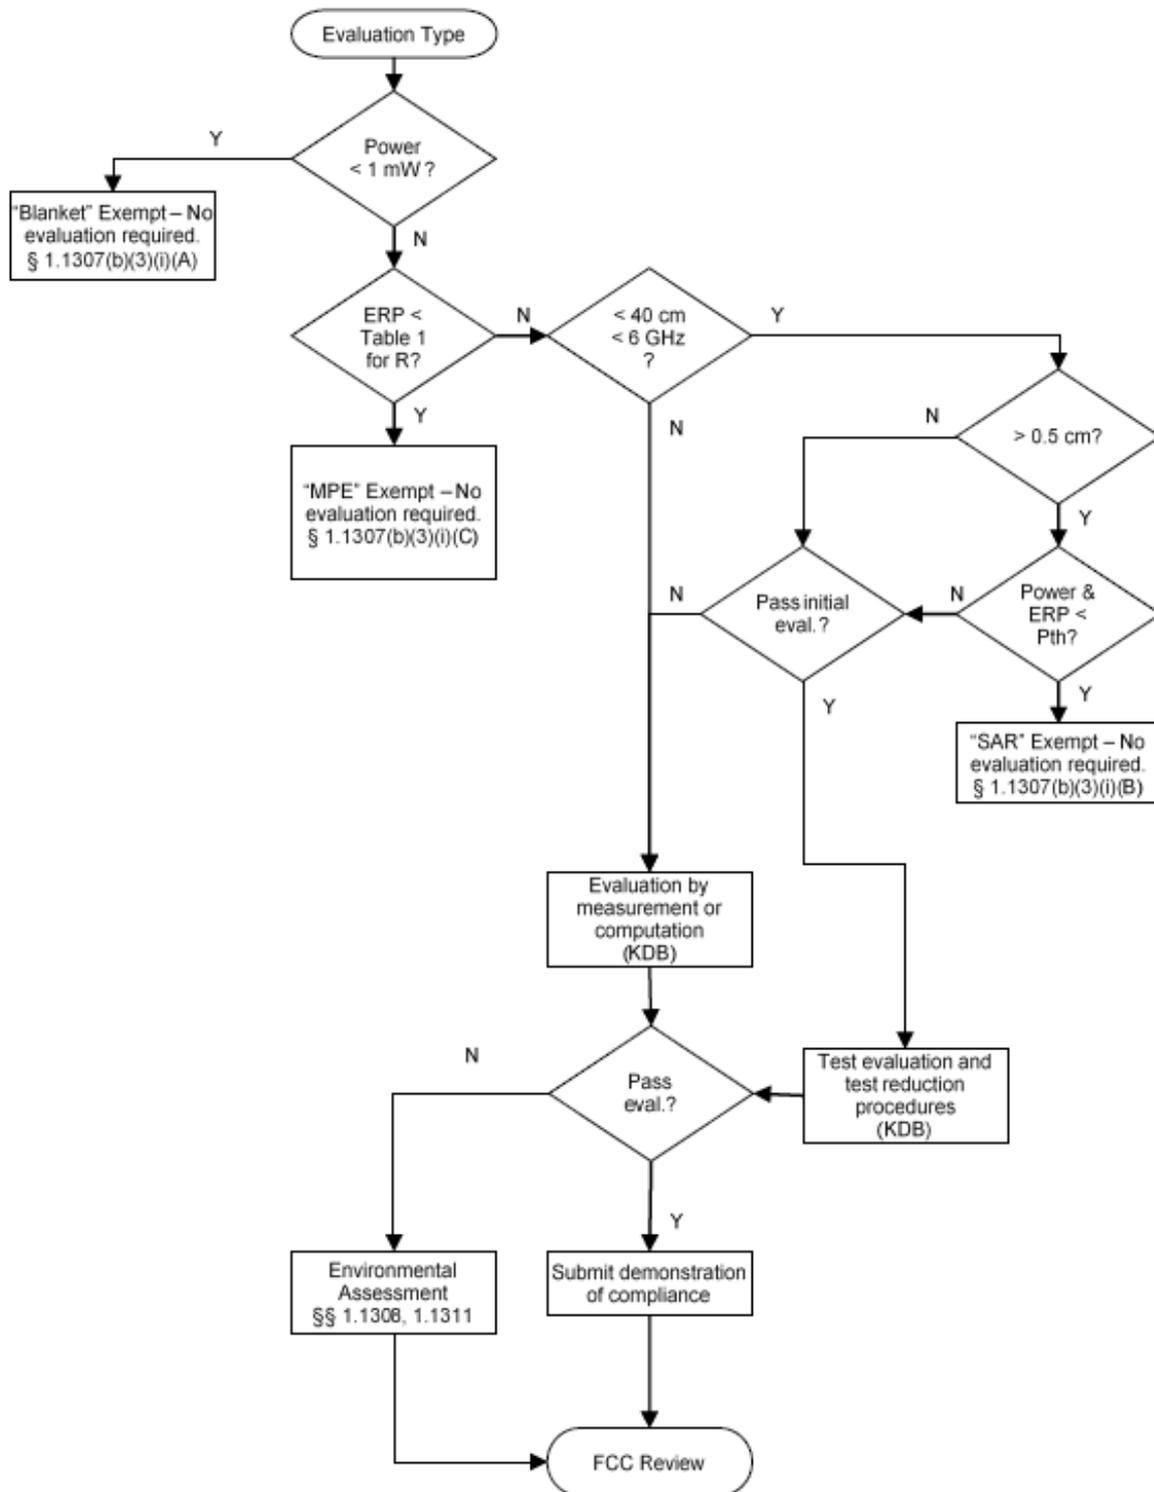 Evaluation Type
Power
< 1 mW ?
Y
N
“Blanket” Exempt – No
evaluation required.
§ 1.1307(b)(3)(i)(A)
ERP <
Table 1
for R?
N
Y
< 40 cm
< 6 GHz
?
Y
N
“MPE” Exempt – No
evaluation required.
§ 1.1307(b)(3)(i)(C)
> 0.5 cm?
N
Y
Pass initial
eval.?
N
Y
Power &
ERP <
Pth?
N
Y
“SAR” Exempt – No
evaluation required.
§ 1.1307(b)(3)(i)(B)
Evaluation by
measurement or
computation
(KDB)
Test evaluation and
test reduction
procedures
(KDB)
Pass
eval.?
N
Y
Environmental
Assessment
§§ 1.1308, 1.1311
Submit demonstration
of compliance
FCC Review